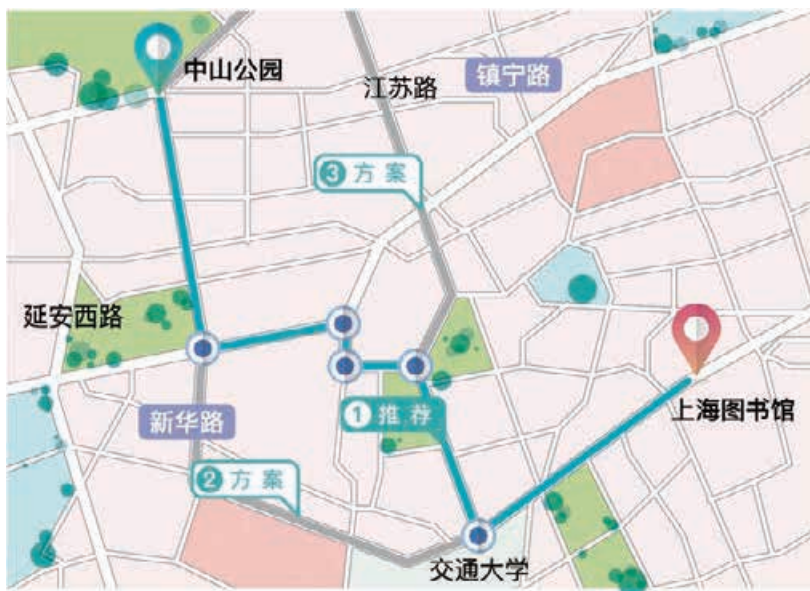 中山公园
江苏路
镇宁路
3 方案
延安西路
新华路
1 推荐
上海图书馆
2 方案
交通大学